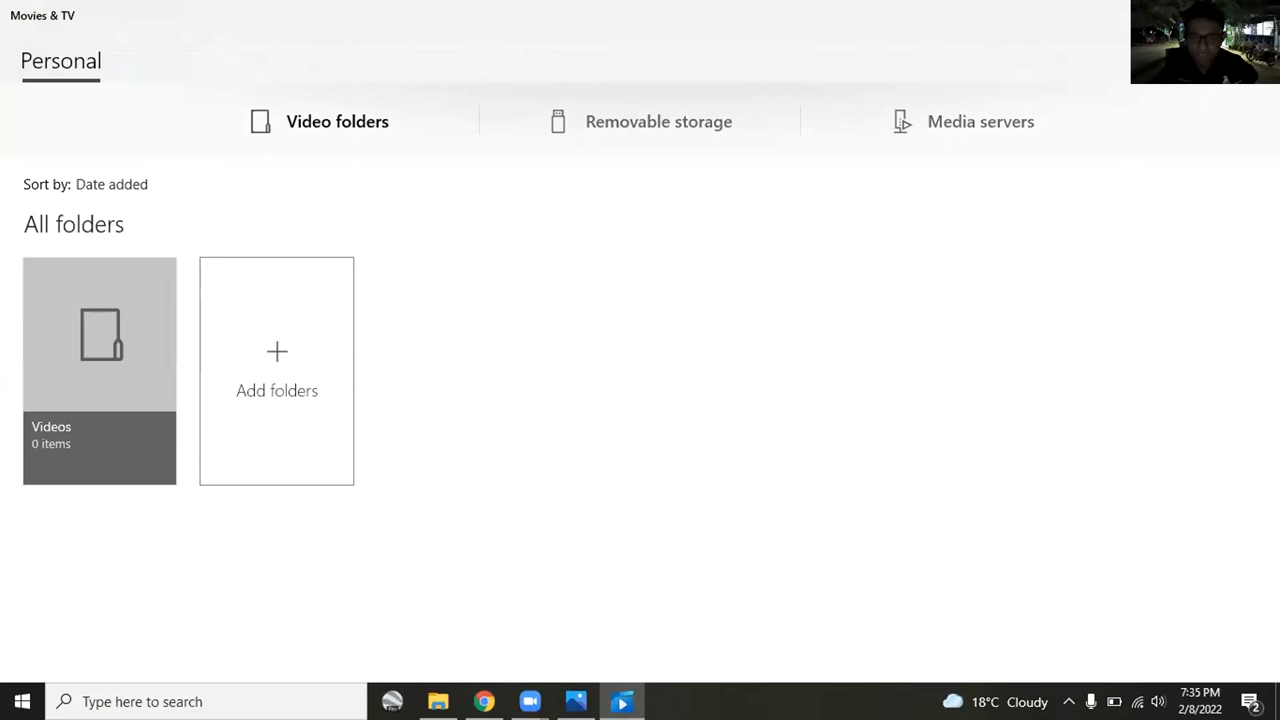 Movies & TV
Personal
Video folders
Removable storage
Media servers
Sort by: Date added
All folders
Videos
0 items
Add folders
Type here to search
18°C Cloudy
7:35 PM
2/8/2022
2